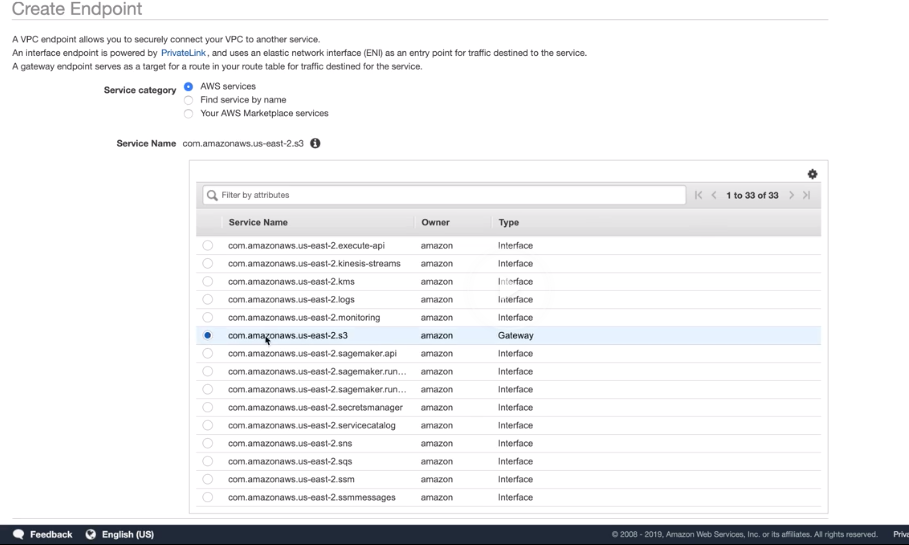 Create Endpoint
A VPC endpoint allows you to securely connect your VPC to another service.
An interface endpoint is powered by PrivateLink, and uses an elastic network interface (ENI) as an entry point for traffic destined to the service.
A gateway endpoint serves as a target for a route in your route table for traffic destined for the service.
Service category AWS services
Find service by name
Your AWS Marketplace services
Service Name com.amazonaws.us-east-2.s3
Filter by attributes 1 to 33 of 33
Service Name Owner Type
com.amazonaws.us-east-2.execute-api amazon Interface
com.amazonaws.us-east-2.kinesis-streams amazon Interface
com.amazonaws.us-east-2.kms amazon Interface
com.amazonaws.us-east-2.logs amazon Interface
com.amazonaws.us-east-2.monitoring amazon Interface
com.amazonaws.us-east-2.s3 amazon Gateway
com.amazonaws.us-east-2.sagemaker.api amazon Interface
com.amazonaws.us-east-2.sagemaker.run... amazon Interface
com.amazonaws.us-east-2.sagemaker.run... amazon Interface
com.amazonaws.us-east-2.secretsmanager amazon Interface
com.amazonaws.us-east-2.servicecatalog amazon Interface
com.amazonaws.us-east-2.sns amazon Interface
com.amazonaws.us-east-2.sqs amazon Interface
com.amazonaws.us-east-2.ssm amazon Interface
com.amazonaws.us-east-2.ssmmessages amazon Interface
Feedback English (US) © 2008 - 2019, Amazon Web Services, Inc. or its affiliates. All rights reserved. Priva